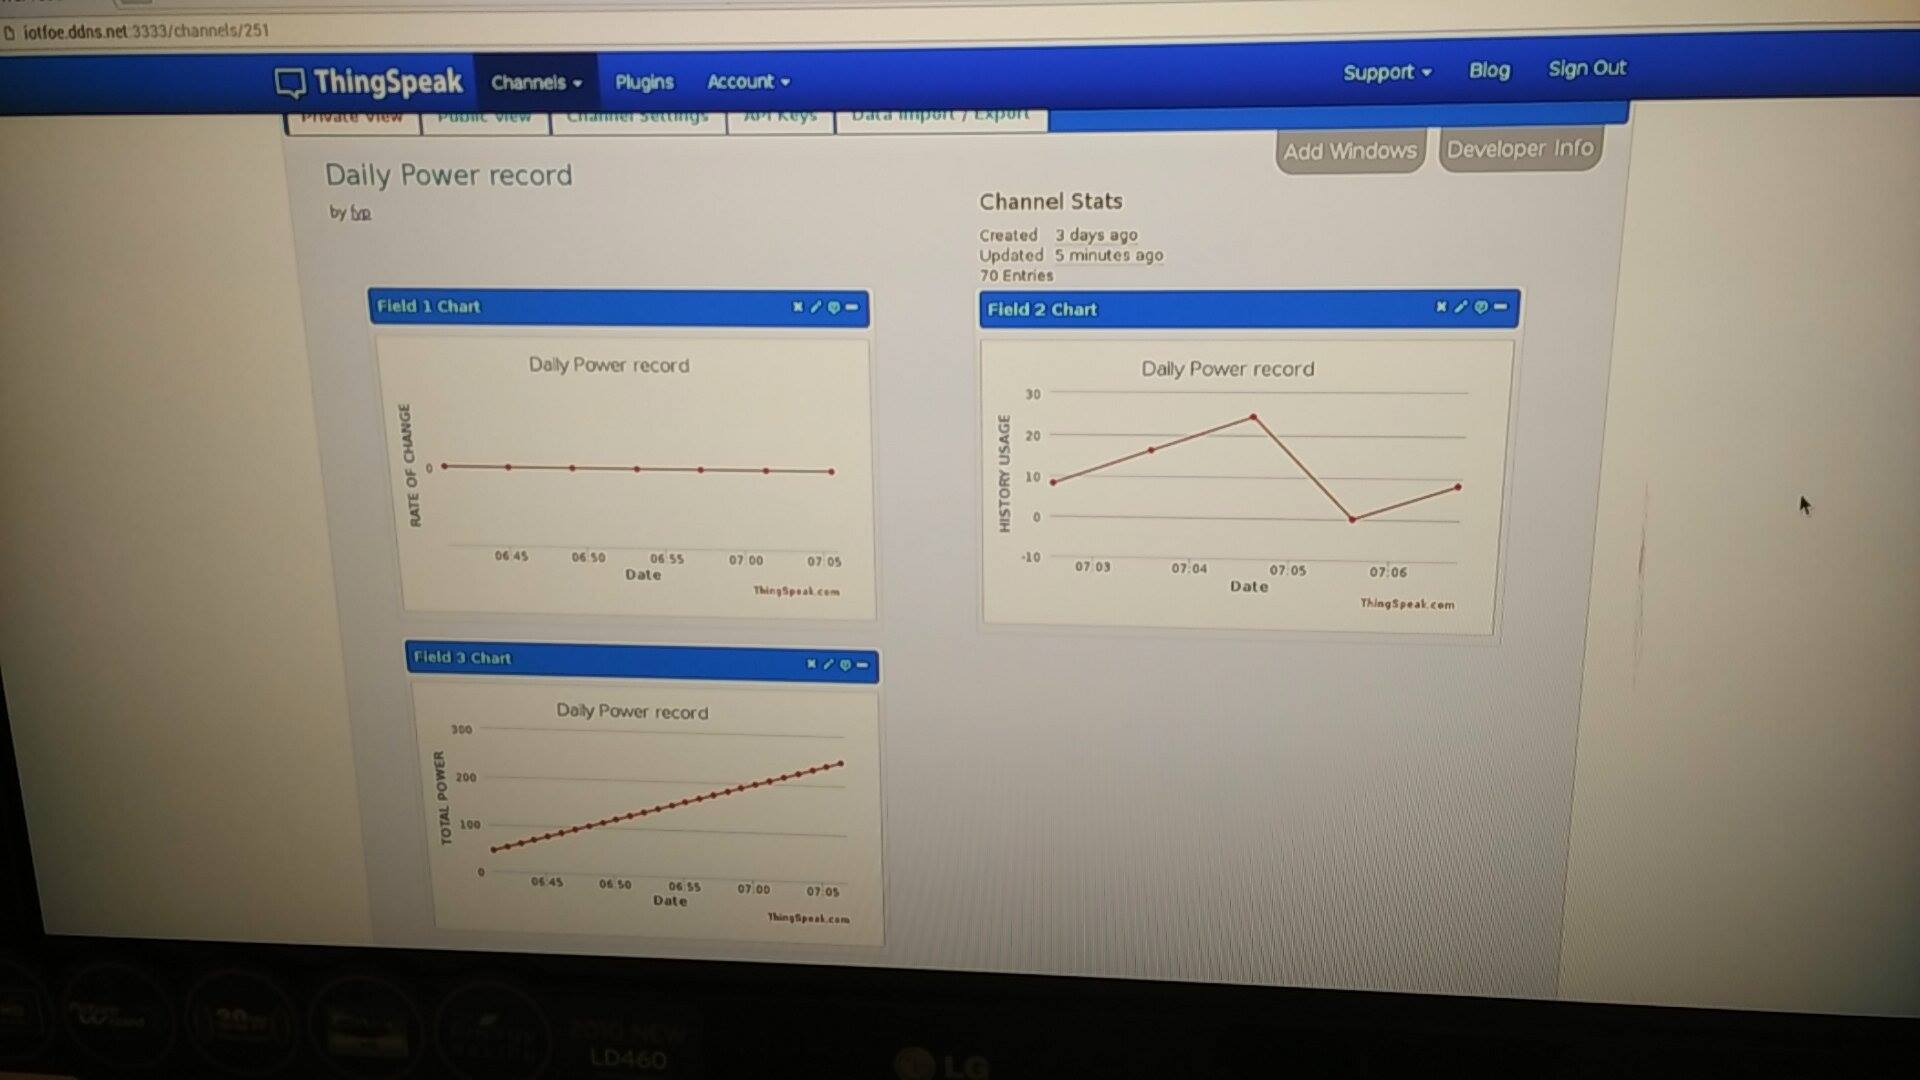 iotfoe.ddns.net:3333/channels/251
ThingSpeak Channels Plugins Account Support Blog Sign Out
Private View Public View Channel Settings API Keys Data Import / Export
Add Windows Developer Info
Daily Power record
by fyp
Channel Stats
Created 3 days ago
Updated 5 minutes ago
70 Entries
Field 1 Chart
Daily Power record
RATE OF CHANGE
0
06:45 06:50 06:55 07:00 07:05
Date
ThingSpeak.com
Field 2 Chart
Daily Power record
HISTORY USAGE
30
20
10
0
-10
07:03 07:04 07:05 07:06
Date
ThingSpeak.com
Field 3 Chart
Daily Power record
TOTAL POWER
300
200
100
0
06:45 06:50 06:55 07:00 07:05
Date
ThingSpeak.com
LD460
LG